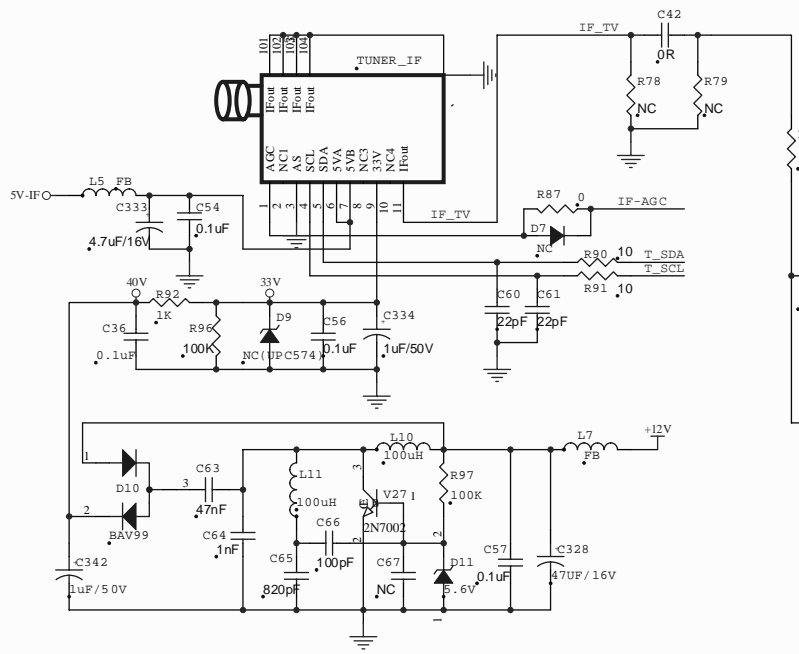 C42
IF_TV
0R
R78
NC
R79
NC
101
102
103
104
TUNER_IF
IFout
IFout
IFout
IFout
AGC
NC1
AS
SCL
SDA
5VA
5VB
NC3
33V
NC4
IFout
1
2
3
4
5
6
7
8
9
10
11
IF_TV
5V-IF
L5
FB
C333
4.7uF/16V
C54
0.1uF
R87
0
IF-AGC
D7
NC
R90
10
T_SDA
R91
10
T_SCL
C60
22pF
C61
22pF
40V
R92
1K
33V
C36
0.1uF
R96
100K
D9
NC(UPC574)
C56
0.1uF
C334
1uF/50V
L10
100uH
L7
FB
+12V
1
D10
2
BAV99
3
C63
47nF
C64
1nF
L11
100uH
C66
100pF
C65
820pF
3
V27
1
2N7002
2
C67
NC
R97
100K
2
D11
5.6V
1
C57
0.1uF
C328
47UF/16V
C342
1uF/50V